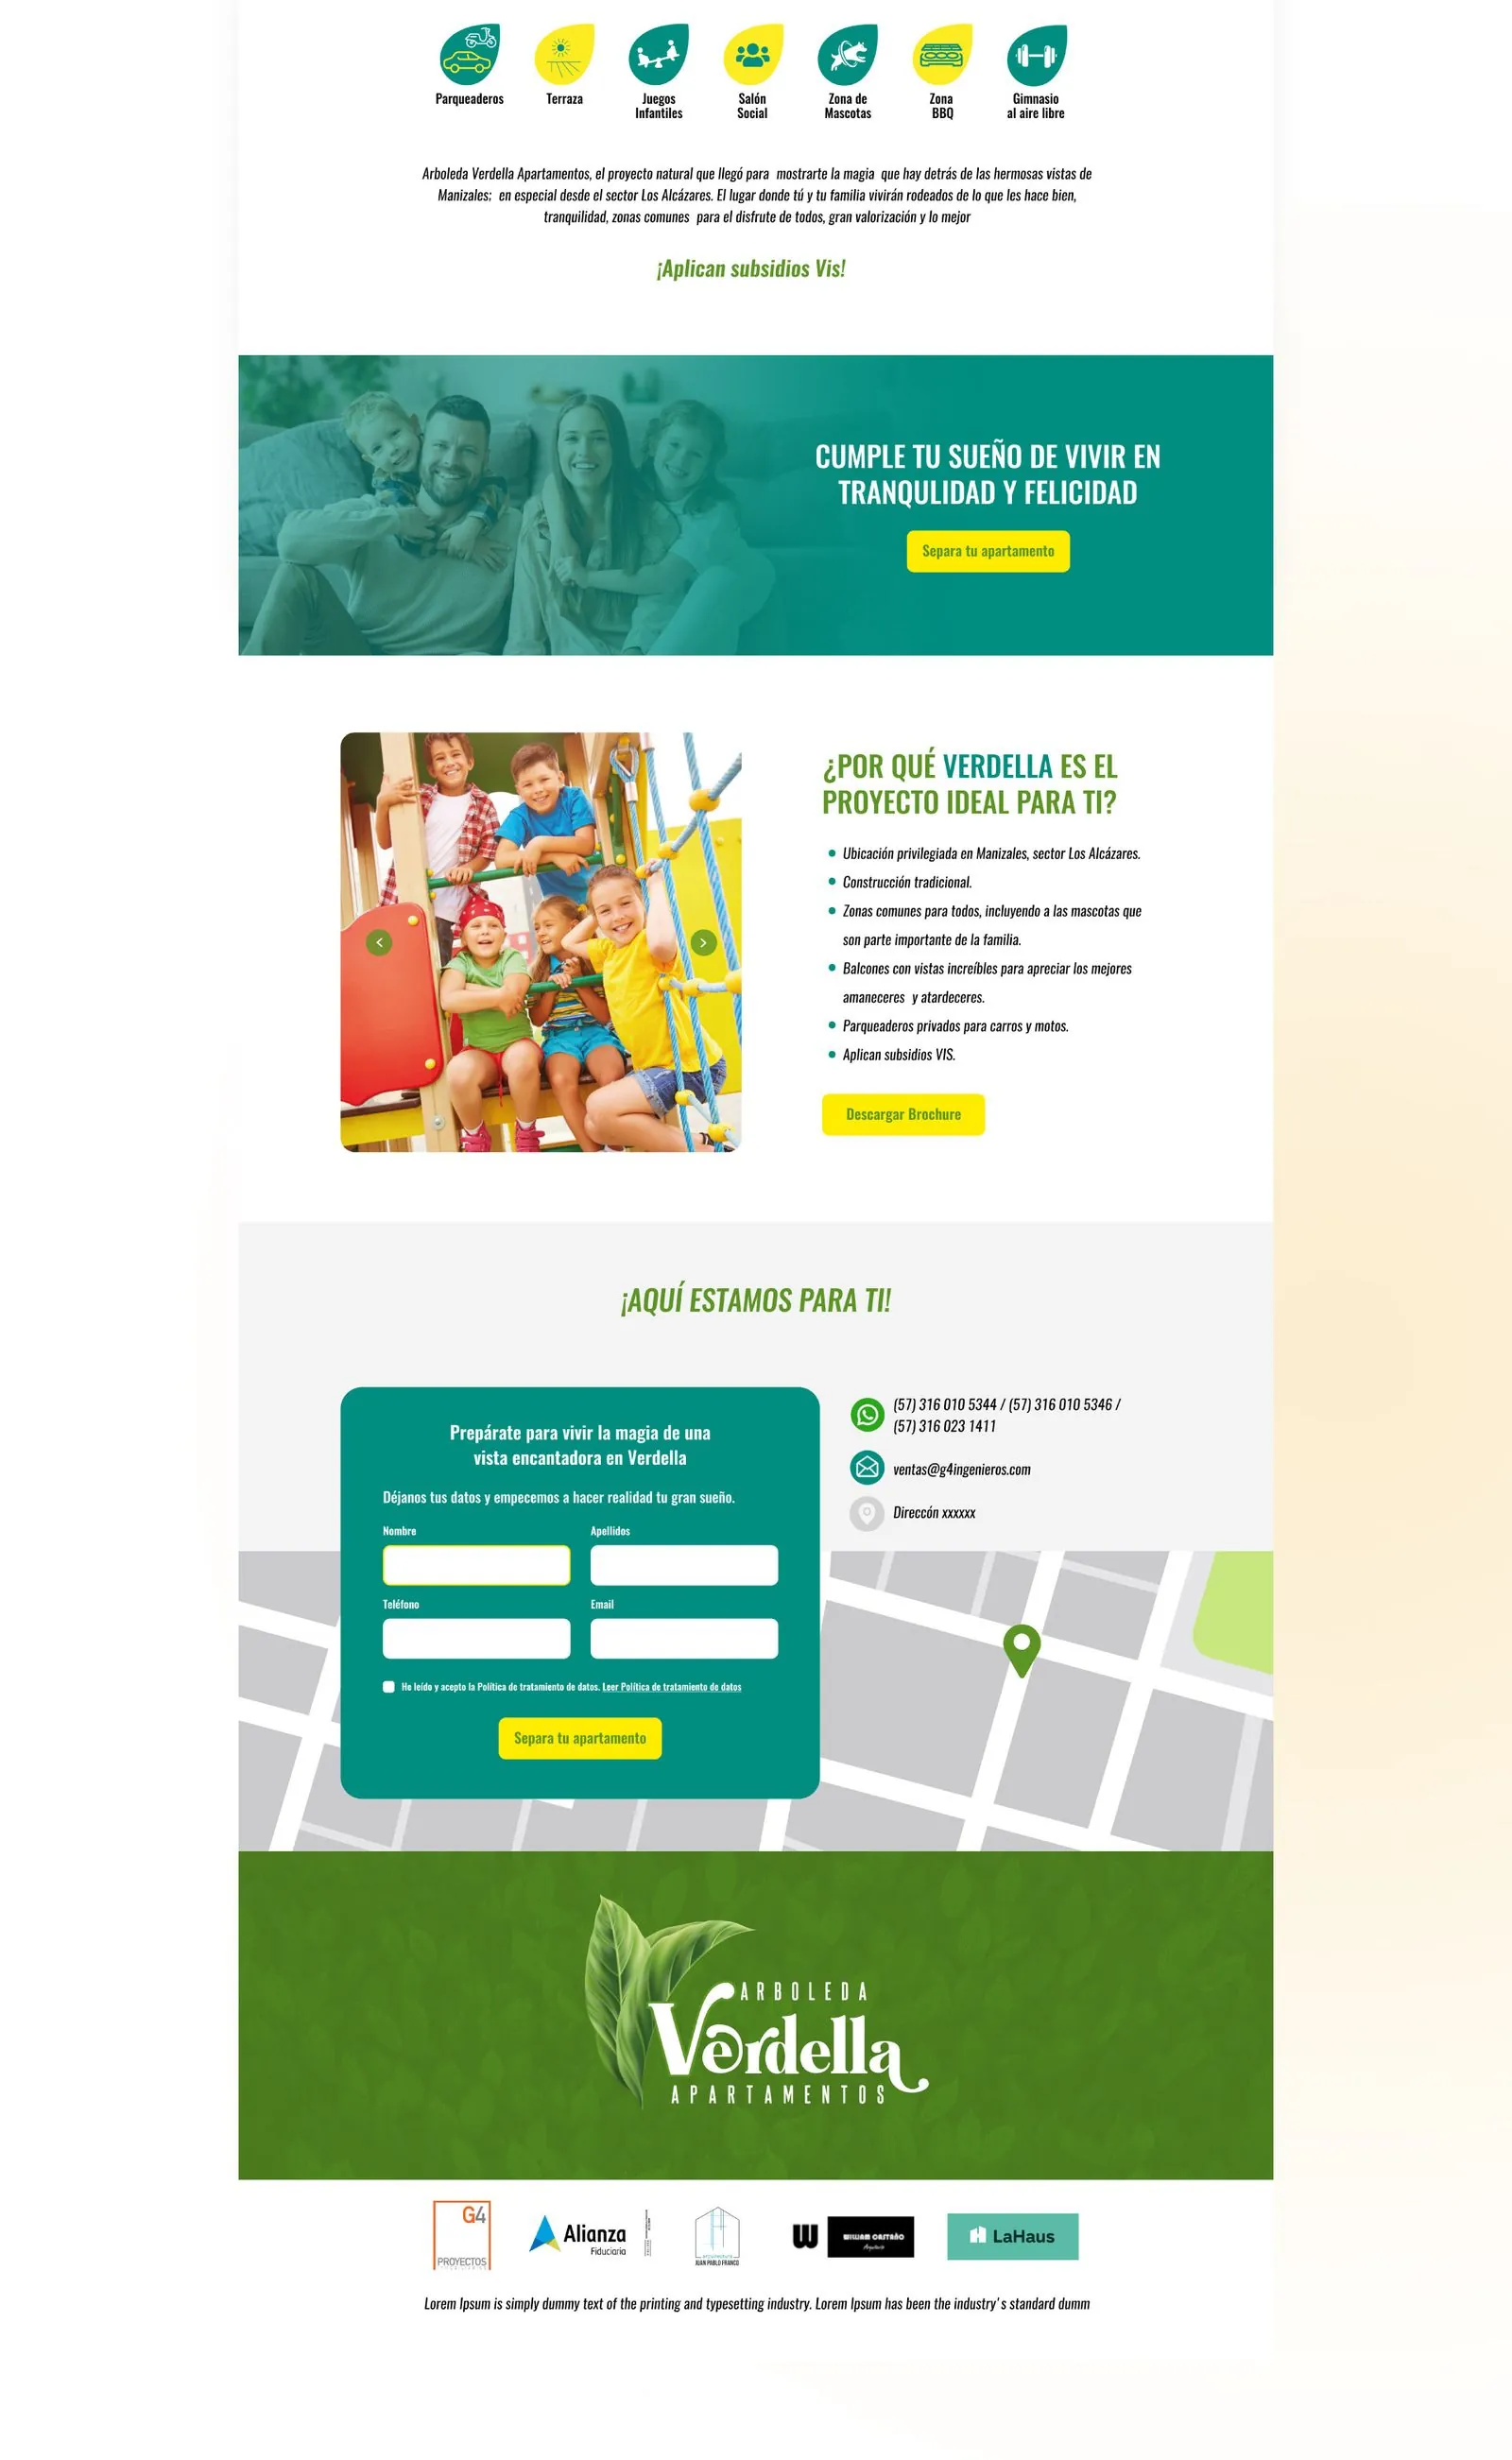 Parqueaderos
Terraza
Juegos
Infantiles
Salón
Social
Zona de
Mascotas
Zona
BBQ
Gimnasio
al aire libre
Arboleda Verdella Apartamentos, el proyecto natural que llegó para mostrarte la magia que hay detrás de las hermosas vistas de
Manizales; en especial desde el sector Los Alcázares. El lugar donde tú y tu familia vivirán rodeados de lo que les hace bien,
tranquilidad, zonas comunes para el disfrute de todos, gran valorización y lo mejor
¡Aplican subsidios Vis!
CUMPLE TU SUEÑO DE VIVIR EN
TRANQULIDAD Y FELICIDAD
Separa tu apartamento
¿POR QUÉ VERDELLA ES EL
PROYECTO IDEAL PARA TI?
Ubicación privilegiada en Manizales, sector Los Alcázares.
Construcción tradicional.
Zonas comunes para todos, incluyendo a las mascotas que
son parte importante de la familia.
Balcones con vistas increíbles para apreciar los mejores
amaneceres y atardeceres.
Parqueaderos privados para carros y motos.
Aplican subsidios VIS.
Descargar Brochure
¡AQUÍ ESTAMOS PARA TI!
Prepárate para vivir la magia de una
vista encantadora en Verdella
Déjanos tus datos y empecemos a hacer realidad tu gran sueño.
Nombre
Apellidos
Teléfono
Email
He leído y acepto la Política de tratamiento de datos. Leer Política de tratamiento de datos
Separa tu apartamento
(57) 316 010 5344 / (57) 316 010 5346 /
(57) 316 023 1411
ventas@g4ingenieros.com
Direccón xxxxxx
ARBOLEDA
Verdella
APARTAMENTOS
G4
PROYECTOS
Alianza
Fiduciaria
arquitectura
JUAN PABLO FRANCO
W
WILLIAM CASTAÑO
Arquitecto
LaHaus
Lorem Ipsum is simply dummy text of the printing and typesetting industry. Lorem Ipsum has been the industry's standard dumm